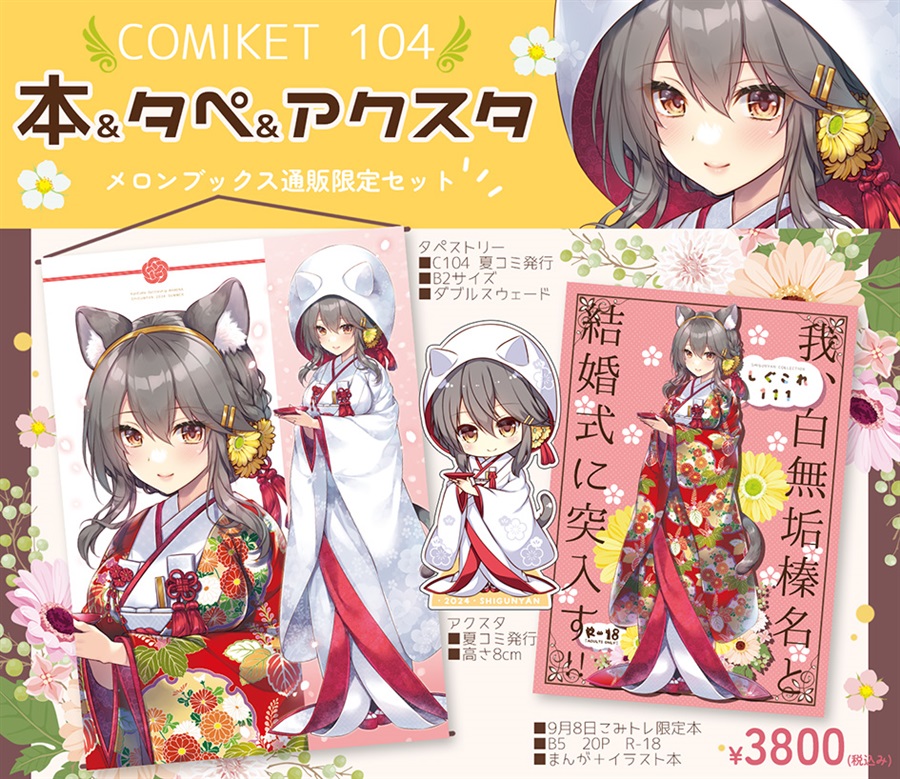 COMIKET 104
本&タペ&アクスタ
メロンブックス通販限定セット
タペストリー
■C104 夏コミ発行
■B2サイズ
■ダブルスウェード
我、白無垢榛名と
結婚式に突入す!!
しぐこれ
111
R-18
(ADULTS ONLY)
・2024・SHIGUNYAN
アクスタ
■夏コミ発行
■高さ8cm
■9月8日こみトレ限定本
■B5 20P R-18
■まんが+イラスト本
¥3800(税込み)